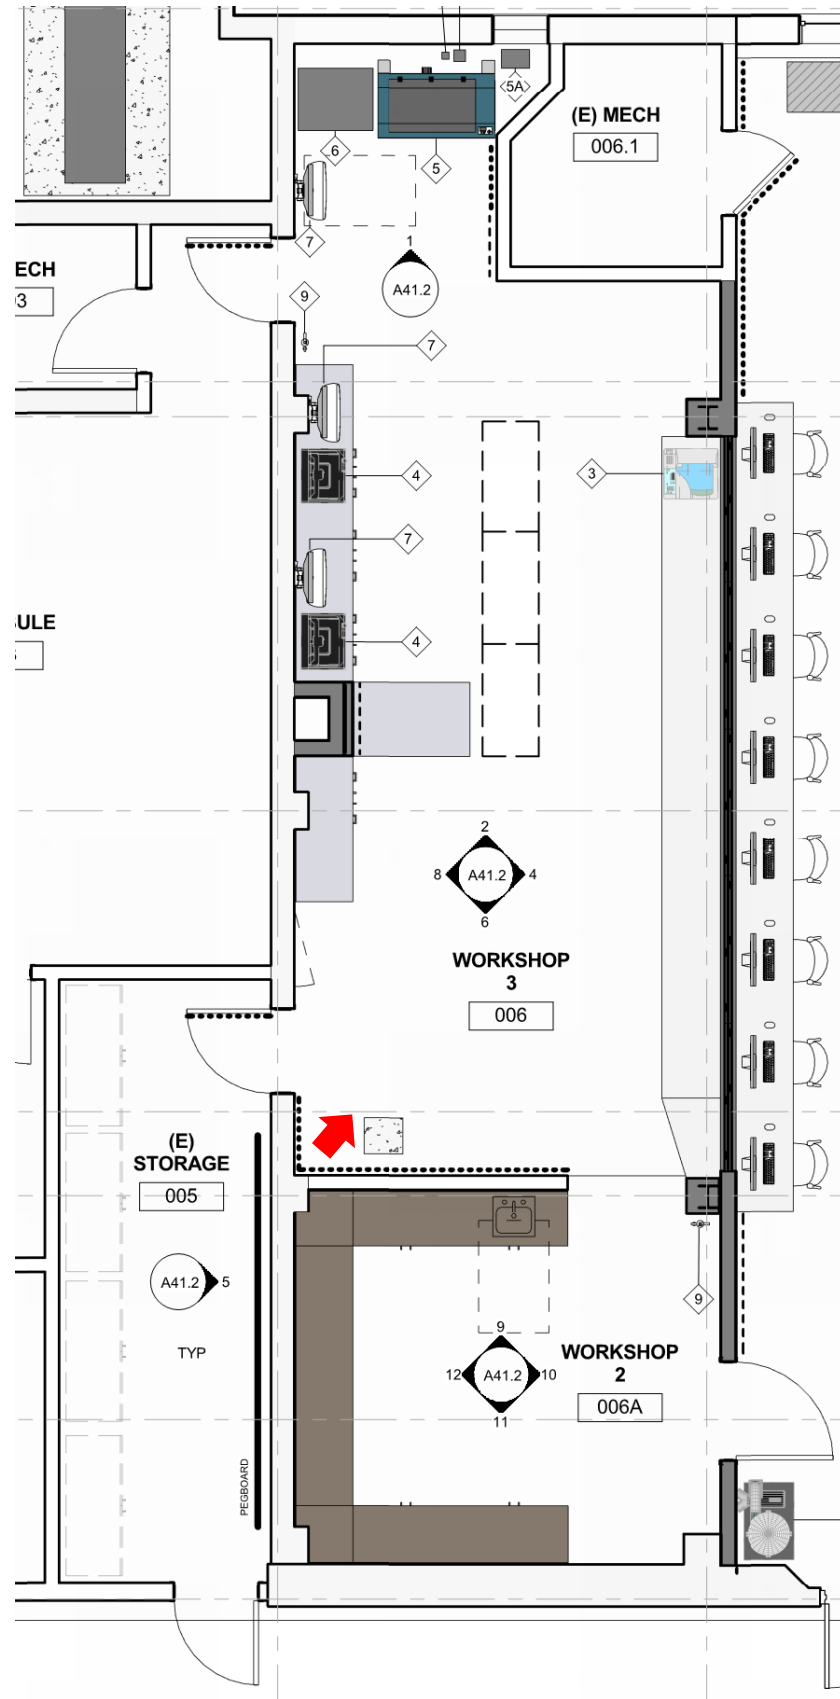 5A
(E) MECH
006.1
6
5
7
1
A41.2
ECH
9
7
4
3
7
4
ULE
2
8
A41.2
4
6
WORKSHOP
3
006
(E)
STORAGE
005
A41.2
5
TYP
PEGBOARD
9
9
12
A41.2
10
11
WORKSHOP
2
006A